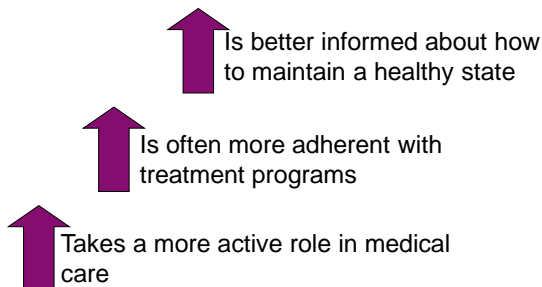 Is better informed about how
to maintain a healthy state
Is often more adherent with
treatment programs
Takes a more active role in medical
care